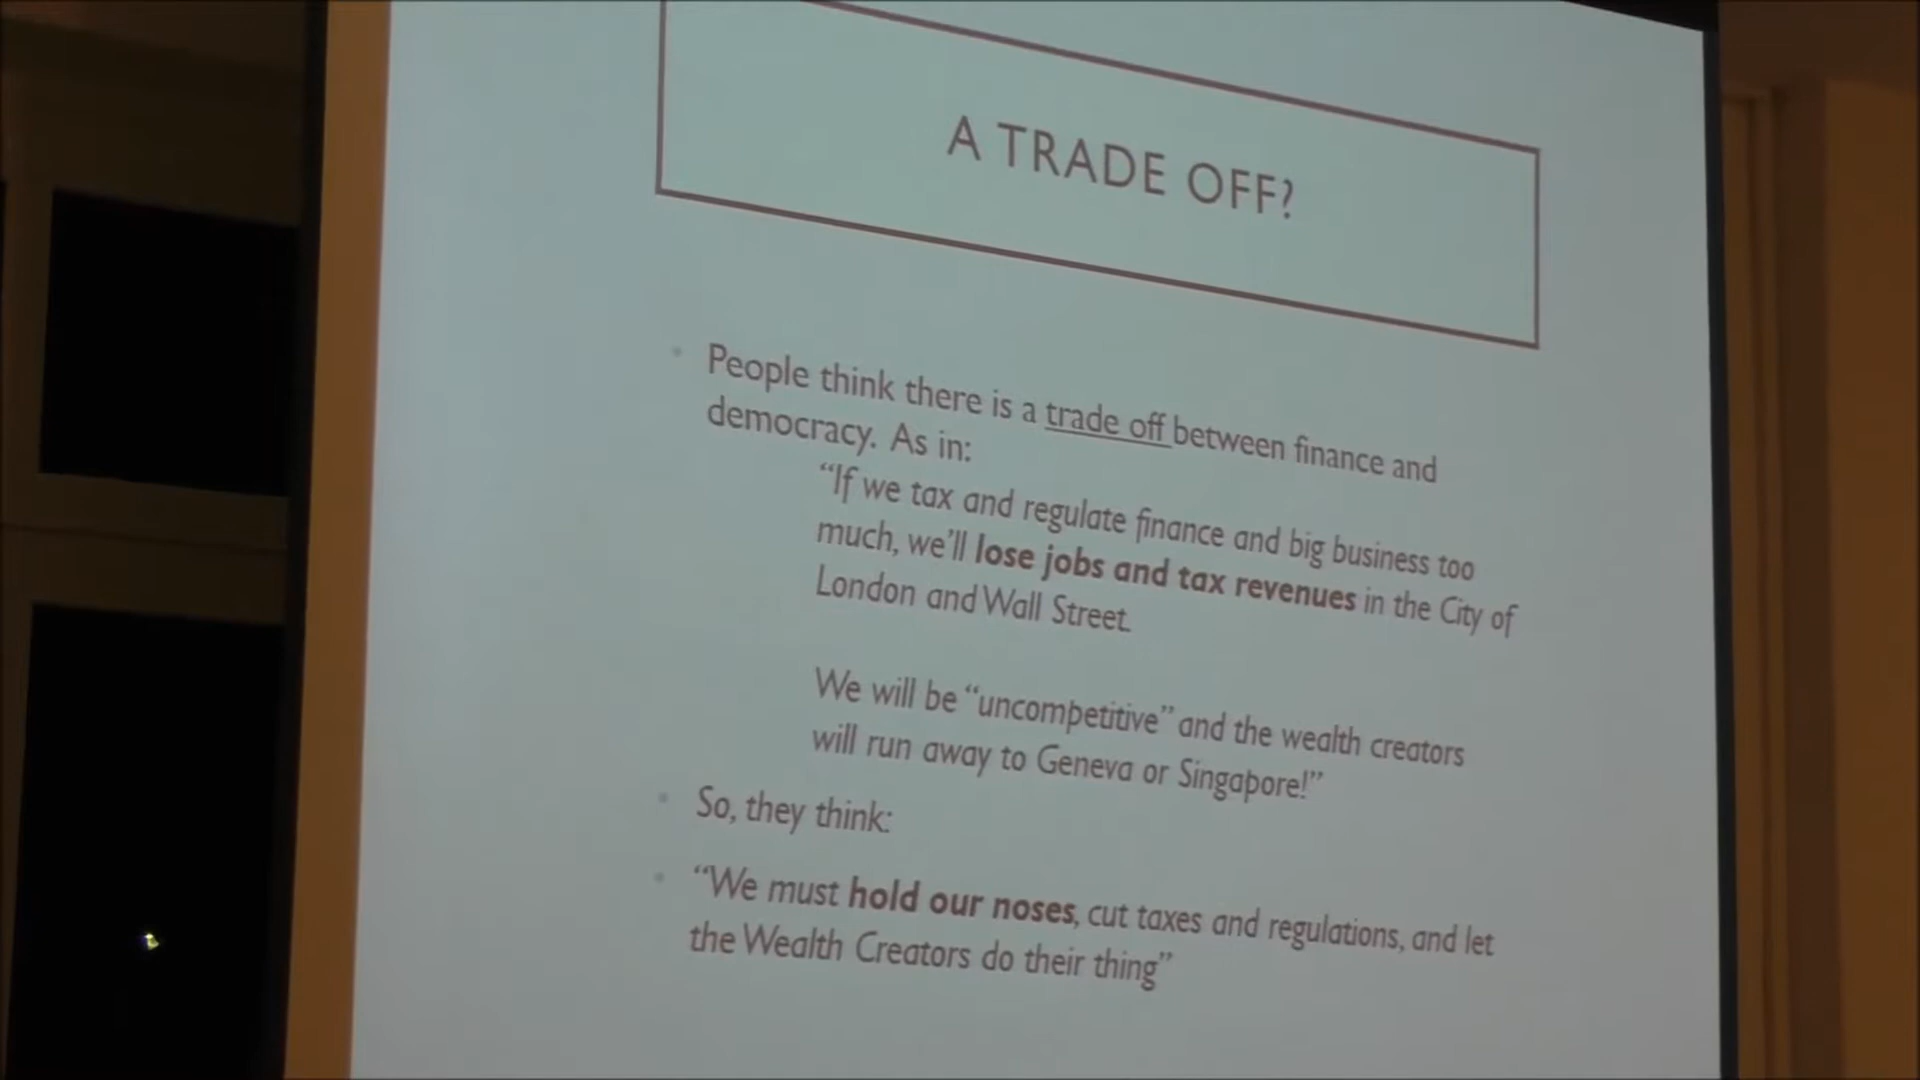 A TRADE OFF?
People think there is a trade off between finance and
democracy. As in:
“If we tax and regulate finance and big business too
much, we’ll lose jobs and tax revenues in the City of
London and Wall Street.
We will be “uncompetitive” and the wealth creators
will run away to Geneva or Singapore!”
So, they think:
“We must hold our noses, cut taxes and regulations, and let
the Wealth Creators do their thing”